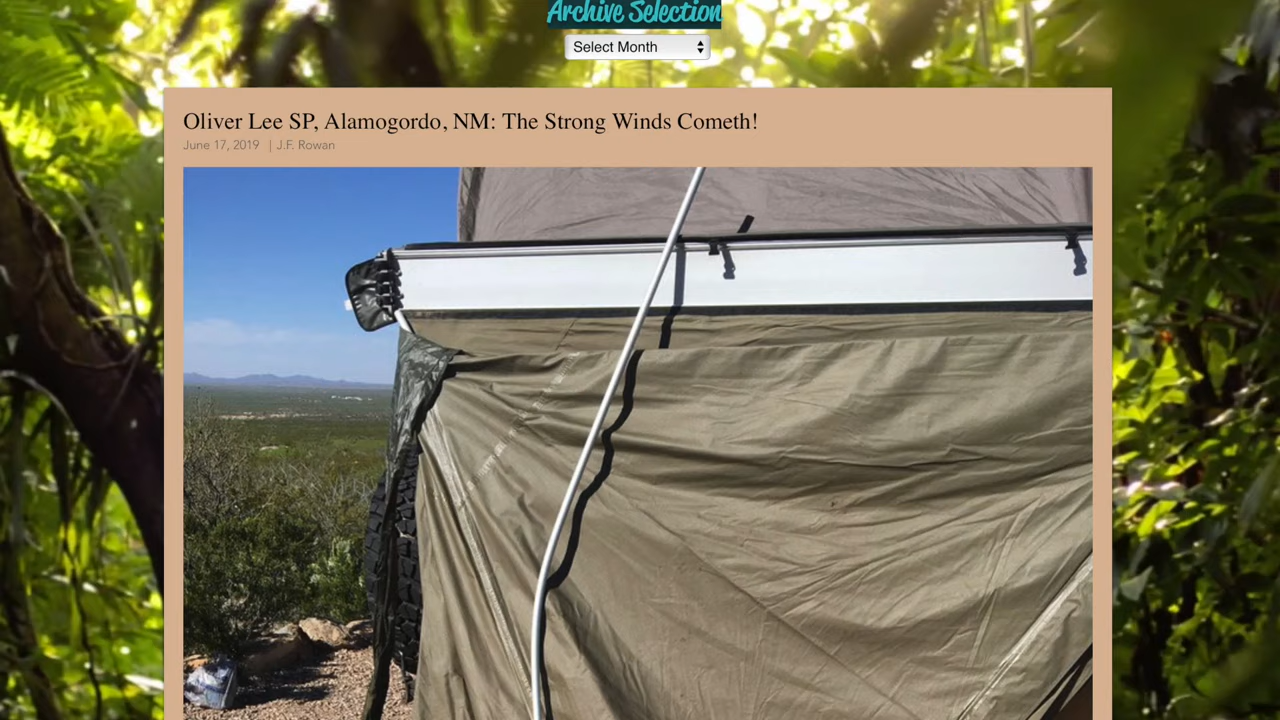 Archive Selection
Select Month
Oliver Lee SP, Alamogordo, NM: The Strong Winds Cometh!
June 17, 2019 | J.F. Rowan